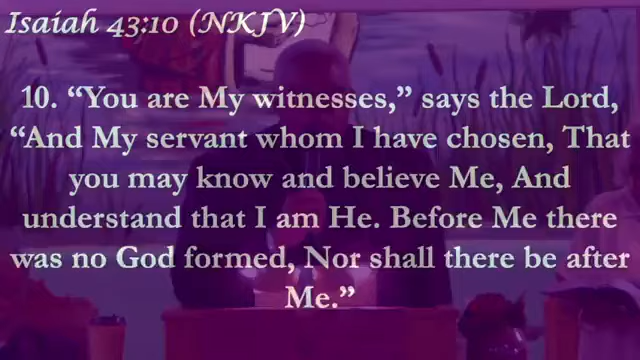 Isaiah 43:10 (NKJV)
10. “You are My witnesses,” says the Lord,
“And My servant whom I have chosen, That
you may know and believe Me, And
understand that I am He. Before Me there
was no God formed, Nor shall there be after
Me.”